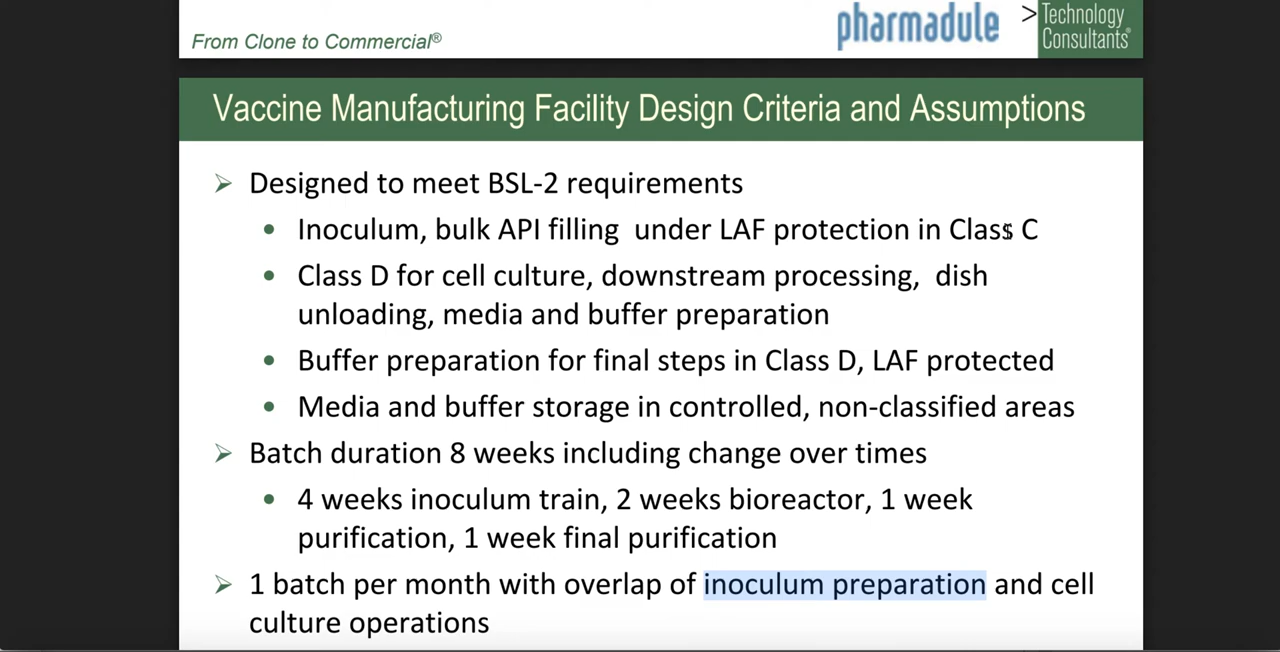 From Clone to Commercial®
pharmadule
> Technology
Consultants®
Vaccine Manufacturing Facility Design Criteria and Assumptions
Designed to meet BSL-2 requirements
Inoculum, bulk API filling under LAF protection in Class C
Class D for cell culture, downstream processing, dish
unloading, media and buffer preparation
Buffer preparation for final steps in Class D, LAF protected
Media and buffer storage in controlled, non-classified areas
Batch duration 8 weeks including change over times
4 weeks inoculum train, 2 weeks bioreactor, 1 week
purification, 1 week final purification
1 batch per month with overlap of inoculum preparation and cell
culture operations